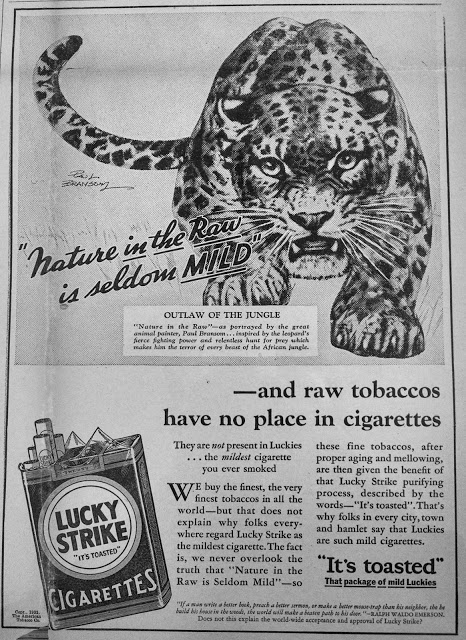 PAUL
BRANSOM
"Nature in the Raw
is seldom MILD"
OUTLAW OF THE JUNGLE
"Nature in the Raw"—as portrayed by the great
animal painter, Paul Bransom . . . inspired by the leopard's
fierce fighting power and relentless hunt for prey which
makes him the terror of every beast of the African jungle.
—and raw tobaccos
have no place in cigarettes
They are not present in Luckies
. . . the mildest cigarette
you ever smoked
WE buy the finest, the very
finest tobaccos in all the
world—but that does not
explain why folks every-
where regard Lucky Strike as
the mildest cigarette. The fact
is, we never overlook the
truth that "Nature in the
Raw is Seldom Mild"—so
these fine tobaccos, after
proper aging and mellowing,
are then given the benefit of
that Lucky Strike purifying
process, described by the
words—"It's toasted". That's
why folks in every city, town
and hamlet say that Luckies
are such mild cigarettes.
"It's toasted"
That package of mild Luckies
LUCKY
STRIKE
"IT'S TOASTED"
CIGARETTES
Copr., 1932,
The American
Tobacco Co.
"If a man write a better book, preach a better sermon, or make a better mouse-trap than his neighbor, tho he
build his house in the woods, the world will make a beaten path to his door."—RALPH WALDO EMERSON.
Does not this explain the world-wide acceptance and approval of Lucky Strike?